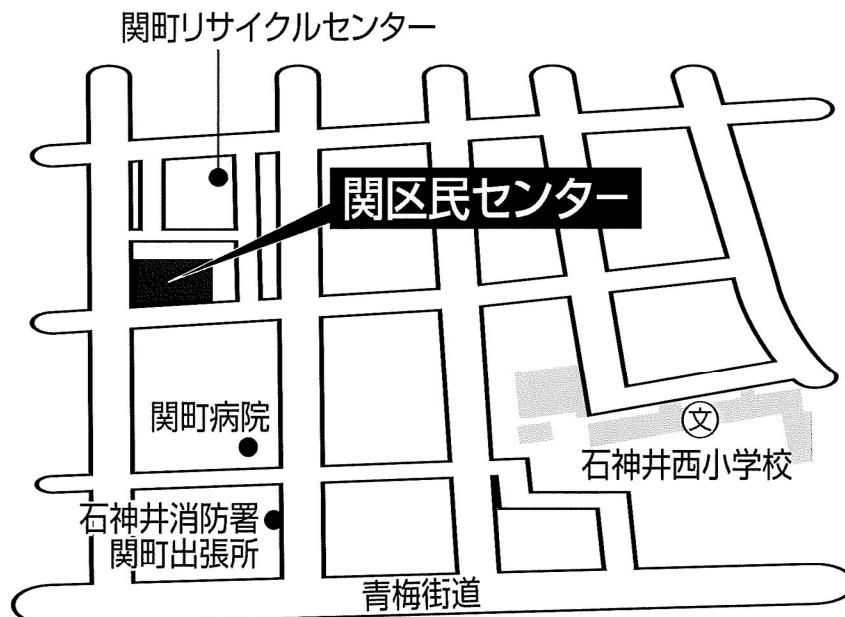 関町リサイクルセンター
関区民センター
関町病院
文
石神井西小学校
石神井消防署
関町出張所
青梅街道